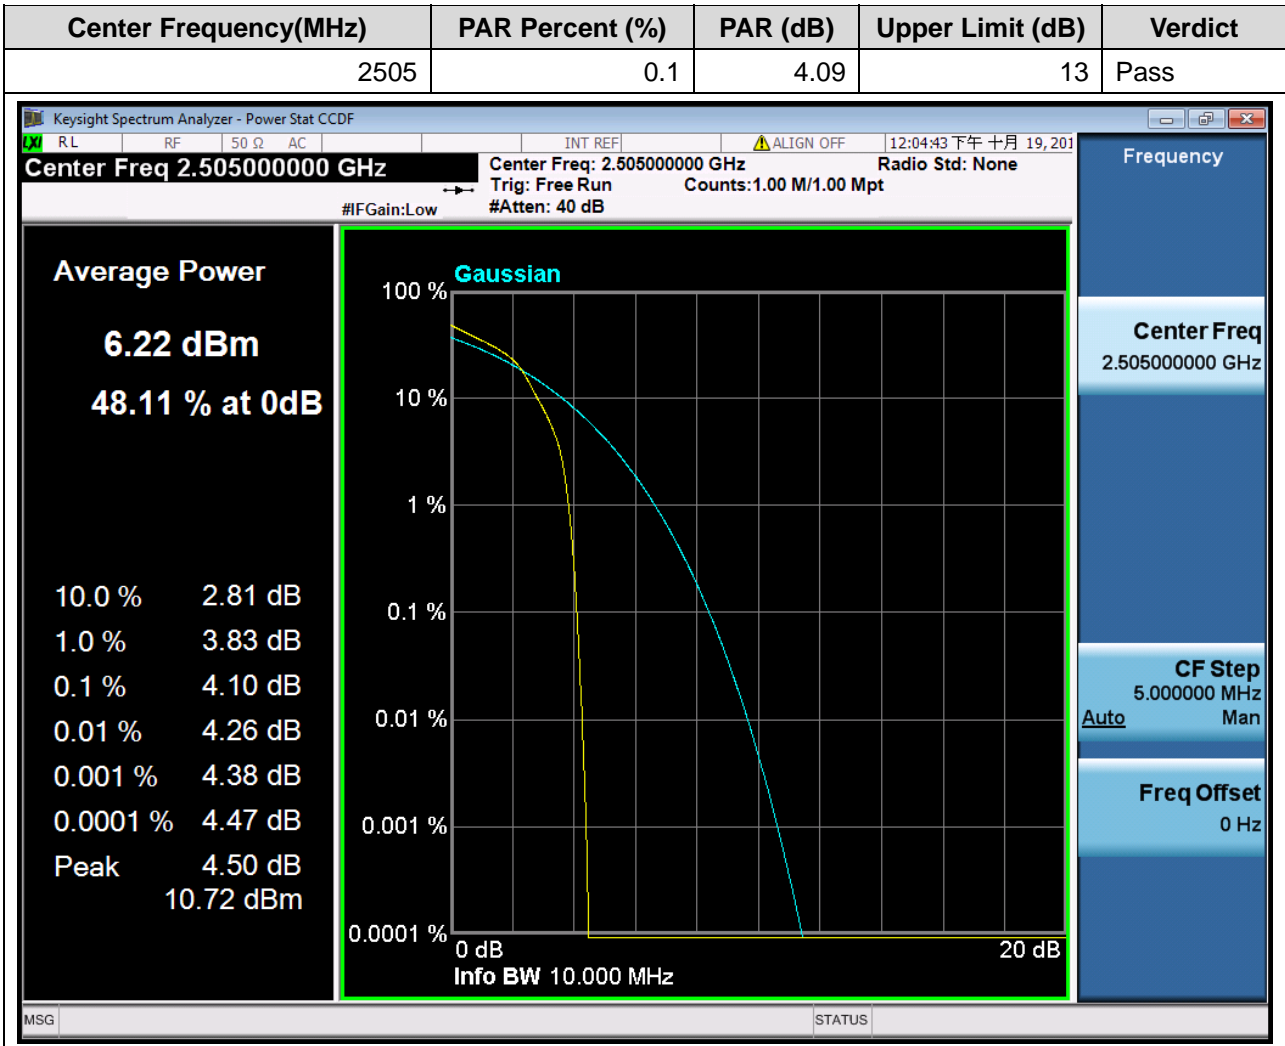 Center Frequency(MHz) PAR Percent (%) PAR (dB) Upper Limit (dB) Verdict
2505 0.1 4.09 13 Pass
Keysight Spectrum Analyzer - Power Stat CCDF
LXI RL RF 50 Ω AC INT REF ALIGN OFF 12:04:43 下午 十月 19, 201
Center Freq 2.505000000 GHz
Center Freq: 2.505000000 GHz Radio Std: None
Trig: Free Run Counts:1.00 M/1.00 Mpt
#IFGain:Low #Atten: 40 dB
Average Power
6.22 dBm
48.11 % at 0dB
10.0 % 2.81 dB
1.0 % 3.83 dB
0.1 % 4.10 dB
0.01 % 4.26 dB
0.001 % 4.38 dB
0.0001 % 4.47 dB
Peak 4.50 dB
10.72 dBm
Gaussian
100 %
10 %
1 %
0.1 %
0.01 %
0.001 %
0.0001 %
0 dB 20 dB
Info BW 10.000 MHz
Frequency
Center Freq
2.505000000 GHz
CF Step
5.000000 MHz
Auto Man
Freq Offset
0 Hz
MSG STATUS